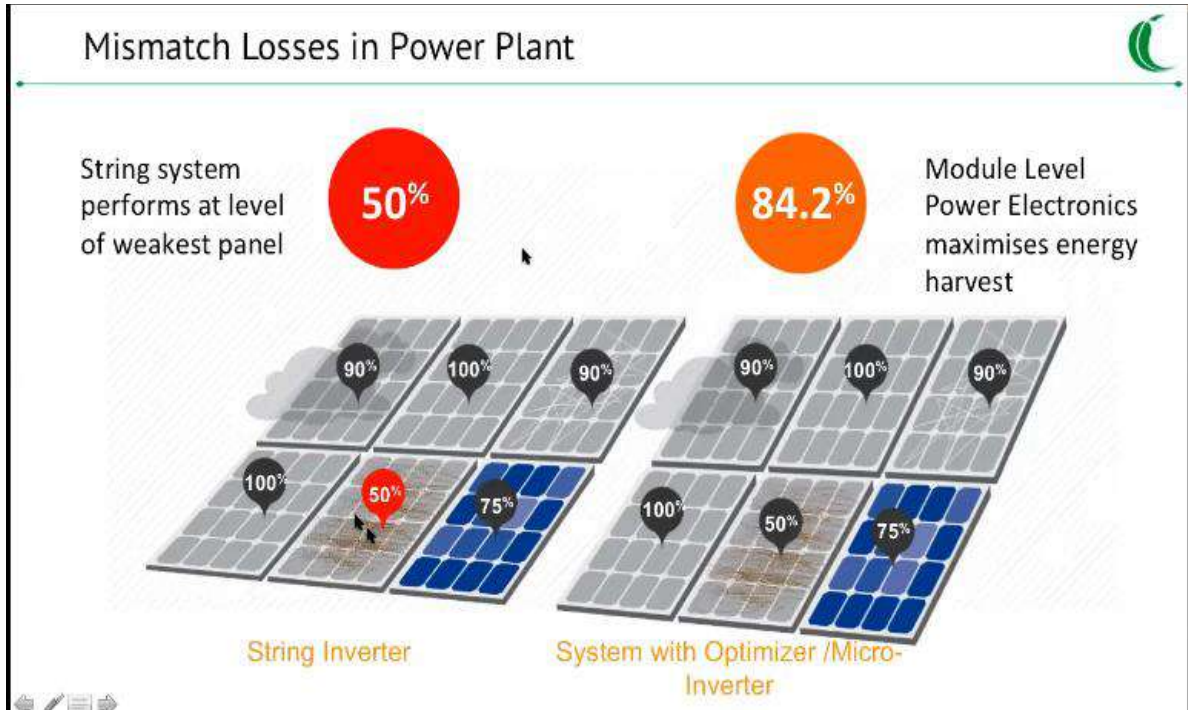 Mismatch Losses in Power Plant
String system
performs at level
of weakest panel
50%
84.2%
Module Level
Power Electronics
maximises energy
harvest
90%
100%
90%
100%
50%
75%
90%
100%
90%
100%
50%
75%
String Inverter
System with Optimizer /Micro-
Inverter